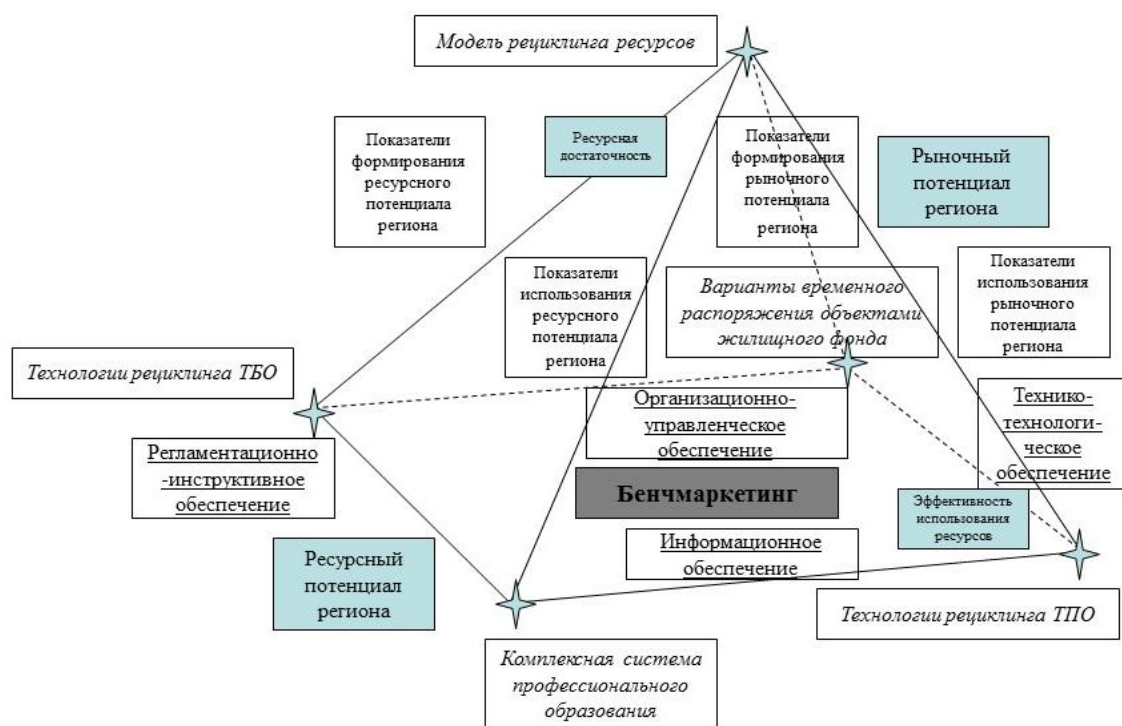 Модель рециклинга ресурсов
Показатели
формирования
ресурсного
потенциала
региона
Ресурсная
достаточность
Показатели
формирования
рыночного
потенциала
региона
Рыночный
потенциал
региона
Показатели
использования
ресурсного
потенциала
региона
Варианты временного
распоряжения объектами
жилищного фонда
Показатели
использования
рыночного
потенциала
региона
Технологии рециклинга ТБО
Регламентационно
-инструктивное
обеспечение
Организационно-
управленческое
обеспечение
Технико-
технологи-
ческое
обеспечение
Бенчмаркетинг
Эффективность
использования
ресурсов
Ресурсный
потенциал
региона
Информационное
обеспечение
Технологии рециклинга ТПО
Комплексная система
профессионального
образования